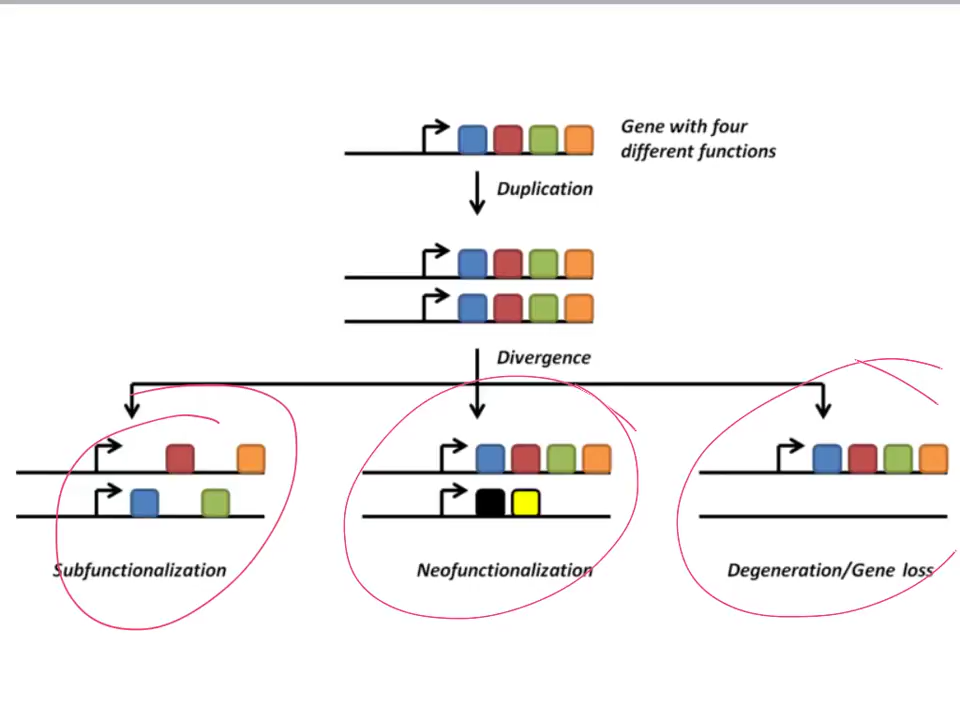 Gene with four
different functions
Duplication
Divergence
Subfunctionalization
Neofunctionalization
Degeneration/Gene loss